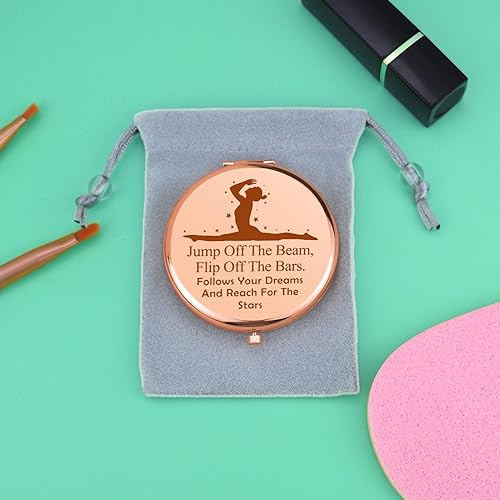 Jump Off The Beam,
Flip Off The Bars.
Follows Your Dreams
And Reach For The
Stars